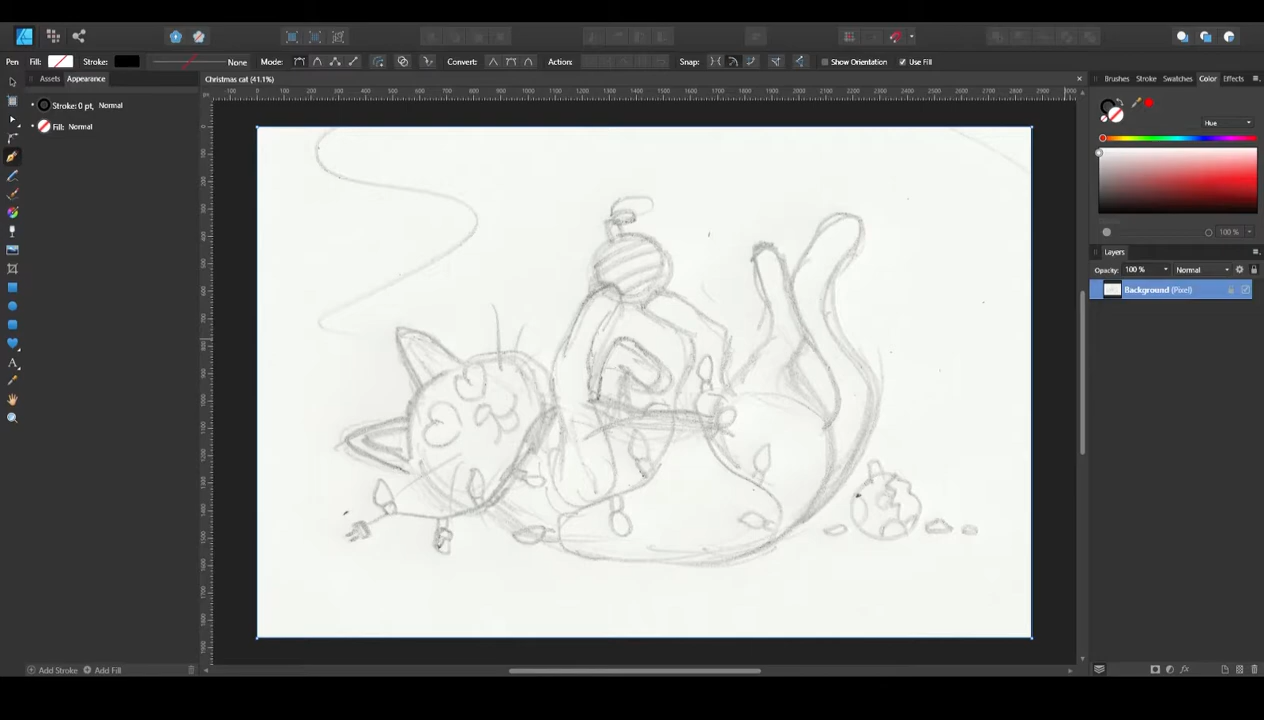 Pen Fill: Stroke: None Mode: Convert: Actions: Snap: Show Orientation Use Fill
Assets Appearance
Christmas cat (41.1%)
Brushes Stroke Swatches Color Effects
Stroke: 0 pt, Normal
Fill: Normal
Hue
100 %
Layers
Opacity: 100 % Normal
Background (Pixel)
Add Stroke Add Fill